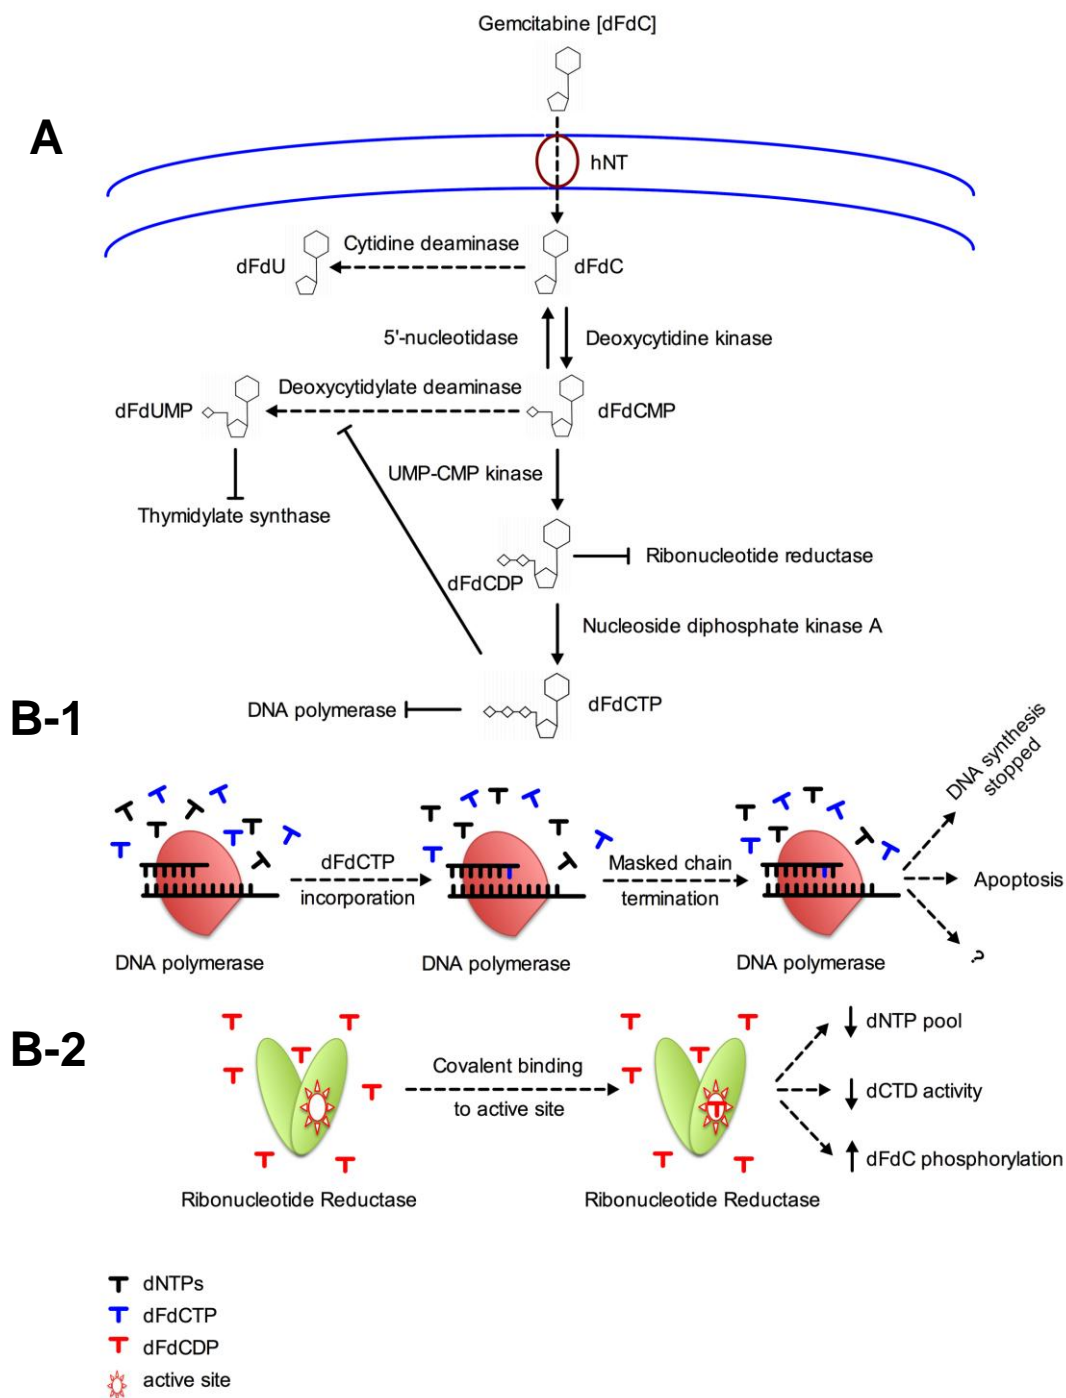 Gemcitabine [dFdC]
A
hNT
Cytidine deaminase
dFdU
dFdC
5'-nucleotidase
Deoxycytidine kinase
Deoxycytidylate deaminase
dFdUMP
dFdCMP
UMP-CMP kinase
Thymidylate synthase
Ribonucleotide reductase
dFdCDP
Nucleoside diphosphate kinase A
B-1
DNA polymerase
dFdCTP
DNA synthesis
stopped
dFdCTP
incorporation
Masked chain
termination
Apoptosis
?
DNA polymerase
DNA polymerase
DNA polymerase
B-2
Covalent binding
to active site
dNTP pool
dCTD activity
dFdC phosphorylation
Ribonucleotide Reductase
Ribonucleotide Reductase
dNTPs
dFdCTP
dFdCDP
active site